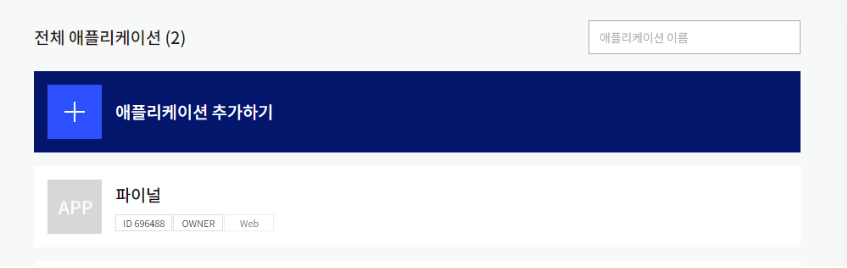 전체 애플리케이션 (2)
애플리케이션 이름
애플리케이션 추가하기
APP
파이널
ID 696488 OWNER Web